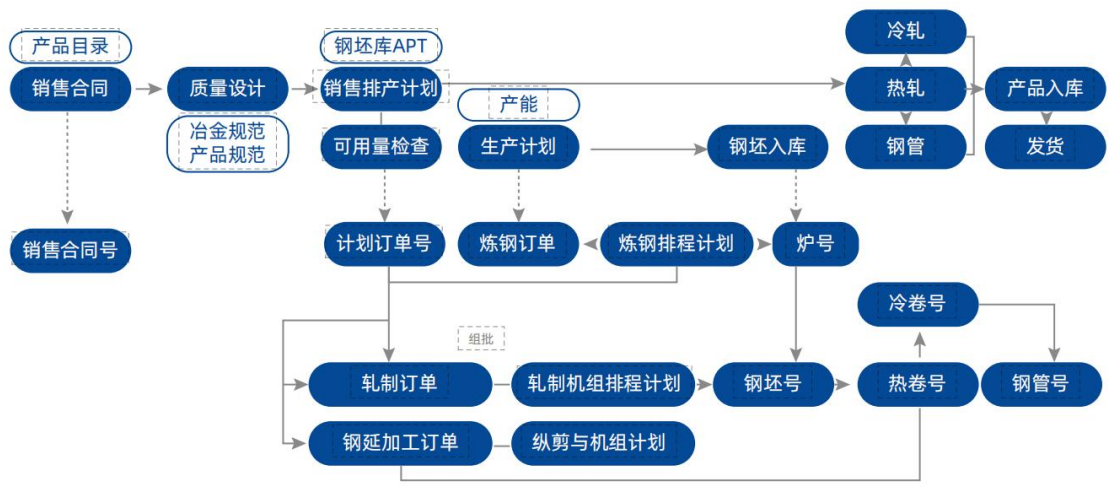 产品目录
钢坯库APT
冷轧
销售合同
质量设计
销售排产计划
热轧
产品入库
产能
冶金规范
产品规范
可用量检查
生产计划
钢坯入库
钢管
发货
销售合同号
计划订单号
炼钢订单
炼钢排程计划
炉号
冷卷号
组批
轧制订单
轧制机组排程计划
钢坯号
热卷号
钢管号
钢延加工订单
纵剪与机组计划